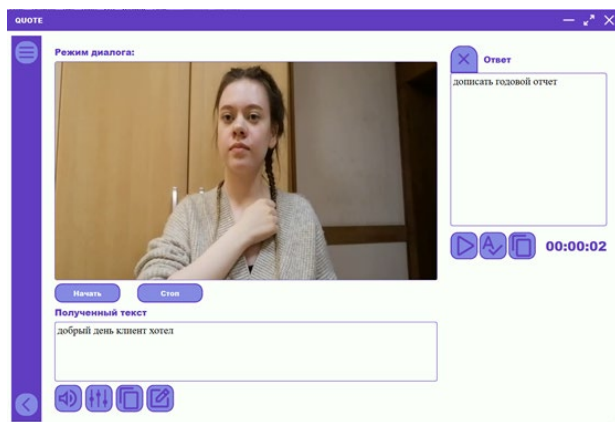 QUOTE
Режим диалога:
Ответ
дописать годовой отчет
00:00:02
Начать
Стоп
Полученный текст
добрый день клиент хотел